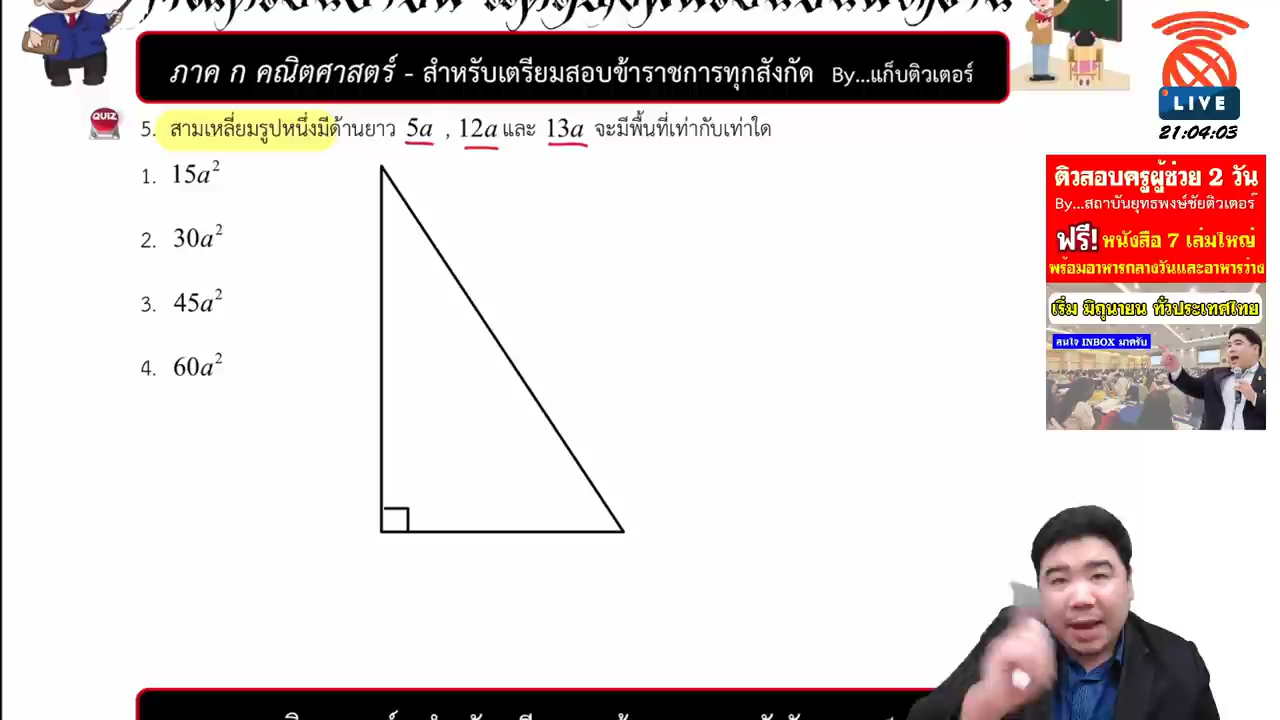 ภาค ก คณิตศาสตร์ - สำหรับเตรียมสอบข้าราชการทุกสังกัด By...แก็บติวเตอร์
LIVE
21:04:03
QUIZ
5. สามเหลี่ยมรูปหนึ่งมีด้านยาว 5a , 12a และ 13a จะมีพื้นที่เท่ากับเท่าใด
1. 15a²
2. 30a²
3. 45a²
4. 60a²
ติวสอบครูผู้ช่วย 2 วัน
By...สถาบันยุทธพงษ์ชัยติวเตอร์
ฟรี! หนังสือ 7 เล่มใหญ่
พร้อมอาหารกลางวันและอาหารว่าง
เริ่ม มิถุนายน ทั่วประเทศไทย
สนใจ INBOX มาครับ